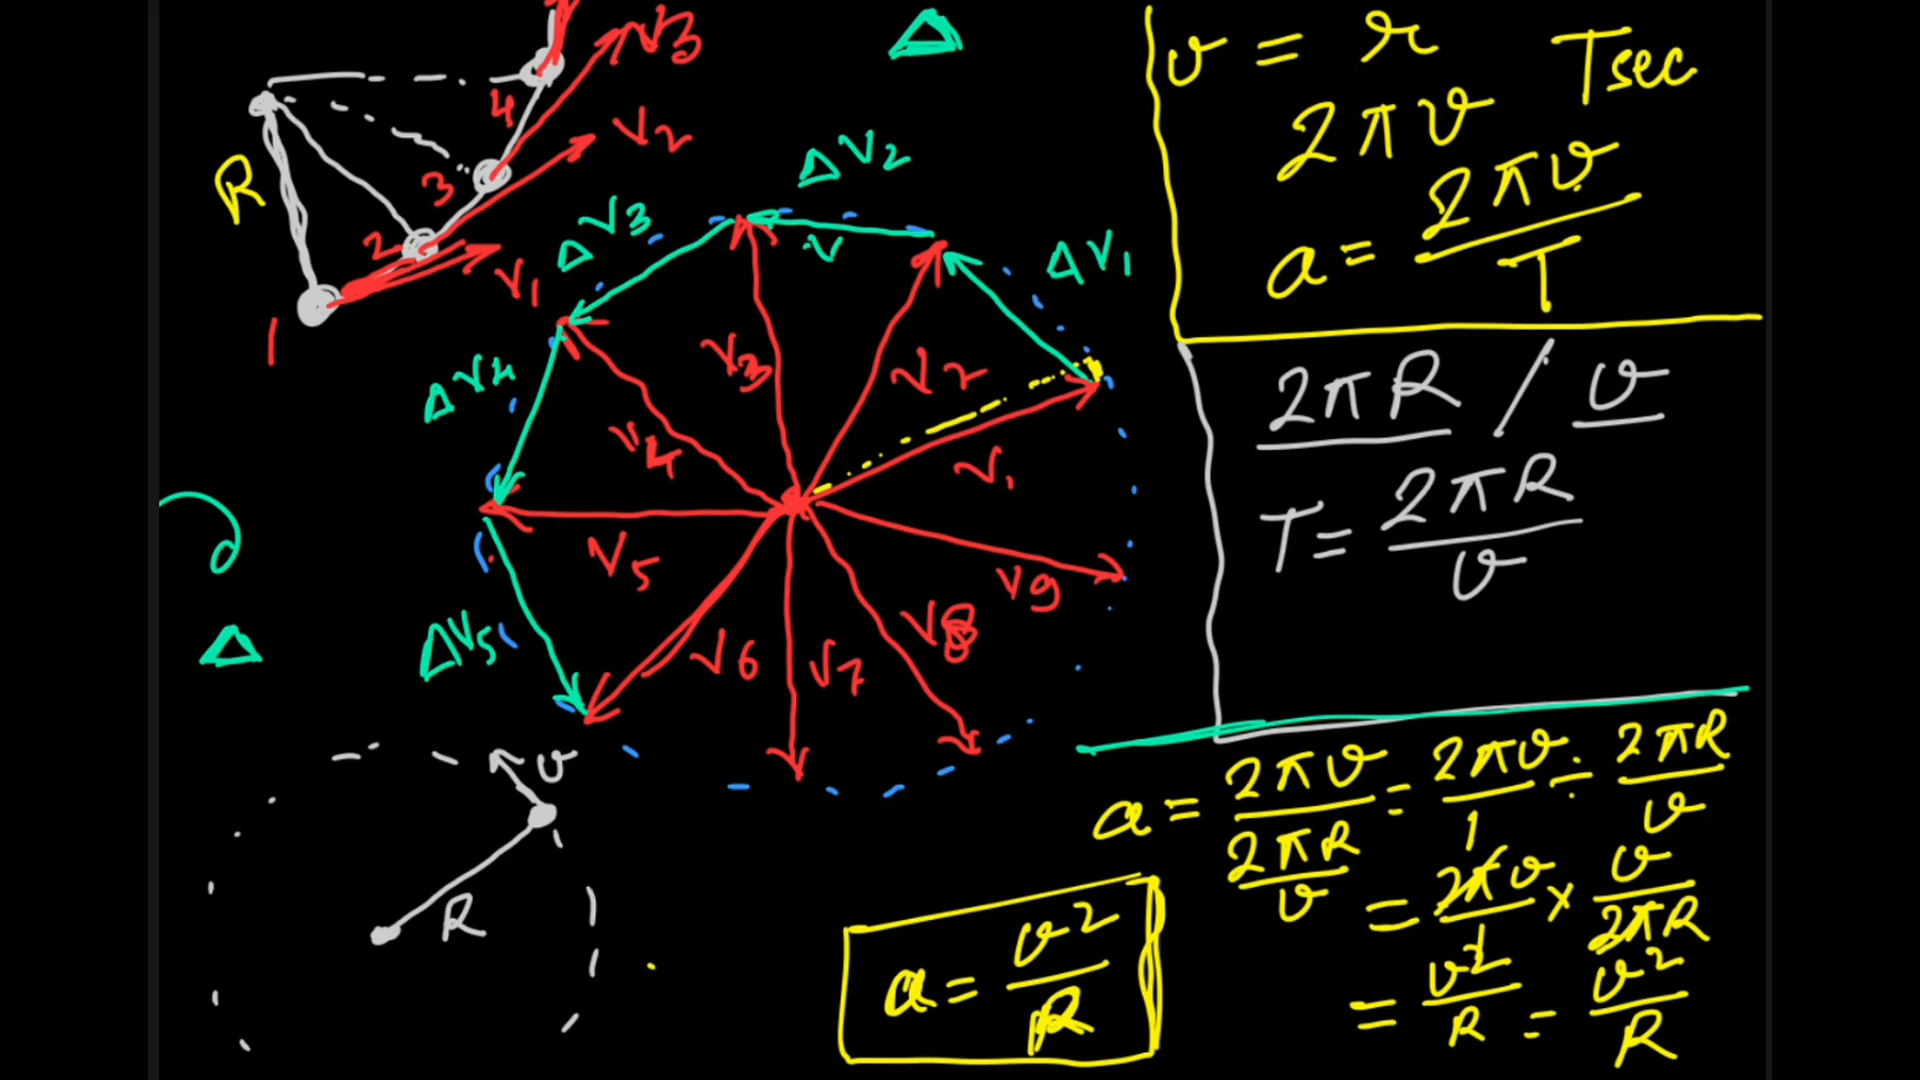 R
1
2
3
4
V1
V2
V3
Δ
ΔV1
ΔV2
ΔV3
ΔV4
ΔV5
V
V1
V2
V3
V4
V5
V6
V7
V8
V9
Δ
v
R
v = r
T sec
2πv
a = 2πv / T
2πR / v
T = 2πR / v
a = 2πv / (2πR / v) = 2πv / 1 ÷ 2πR / v
= 2πv / 1 × v / 2πR
= v² / R = v² / R
a = v² / R